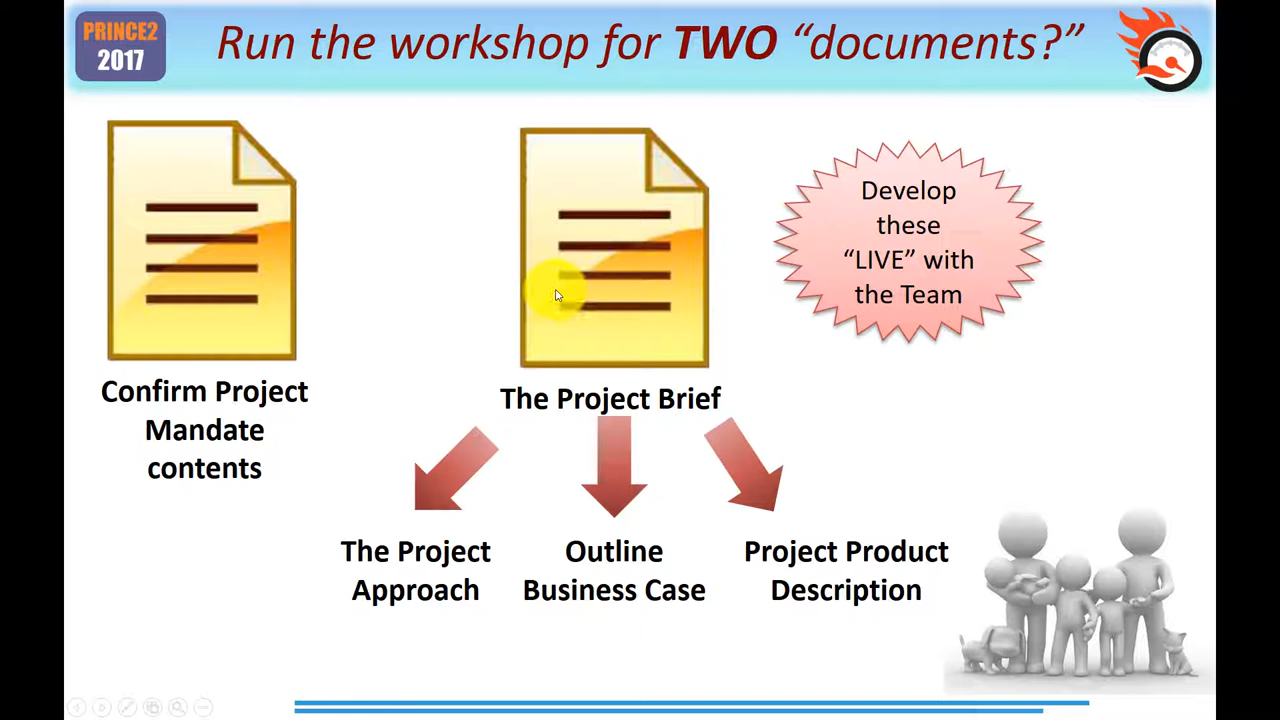 PRINCE2
2017
Run the workshop for TWO “documents?”
Develop
these
“LIVE” with
the Team
Confirm Project
Mandate
contents
The Project Brief
The Project
Approach
Outline
Business Case
Project Product
Description